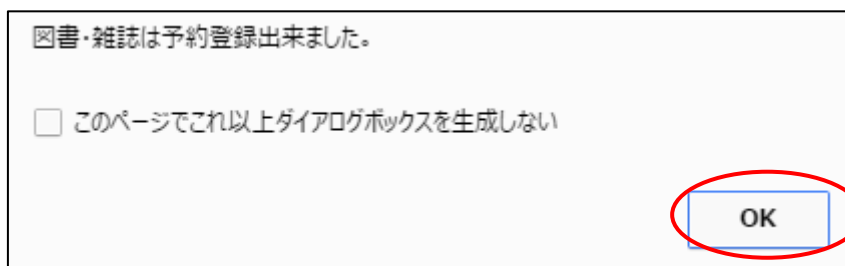 図書・雑誌は予約登録出来ました。
このページでこれ以上ダイアログボックスを生成しない
OK